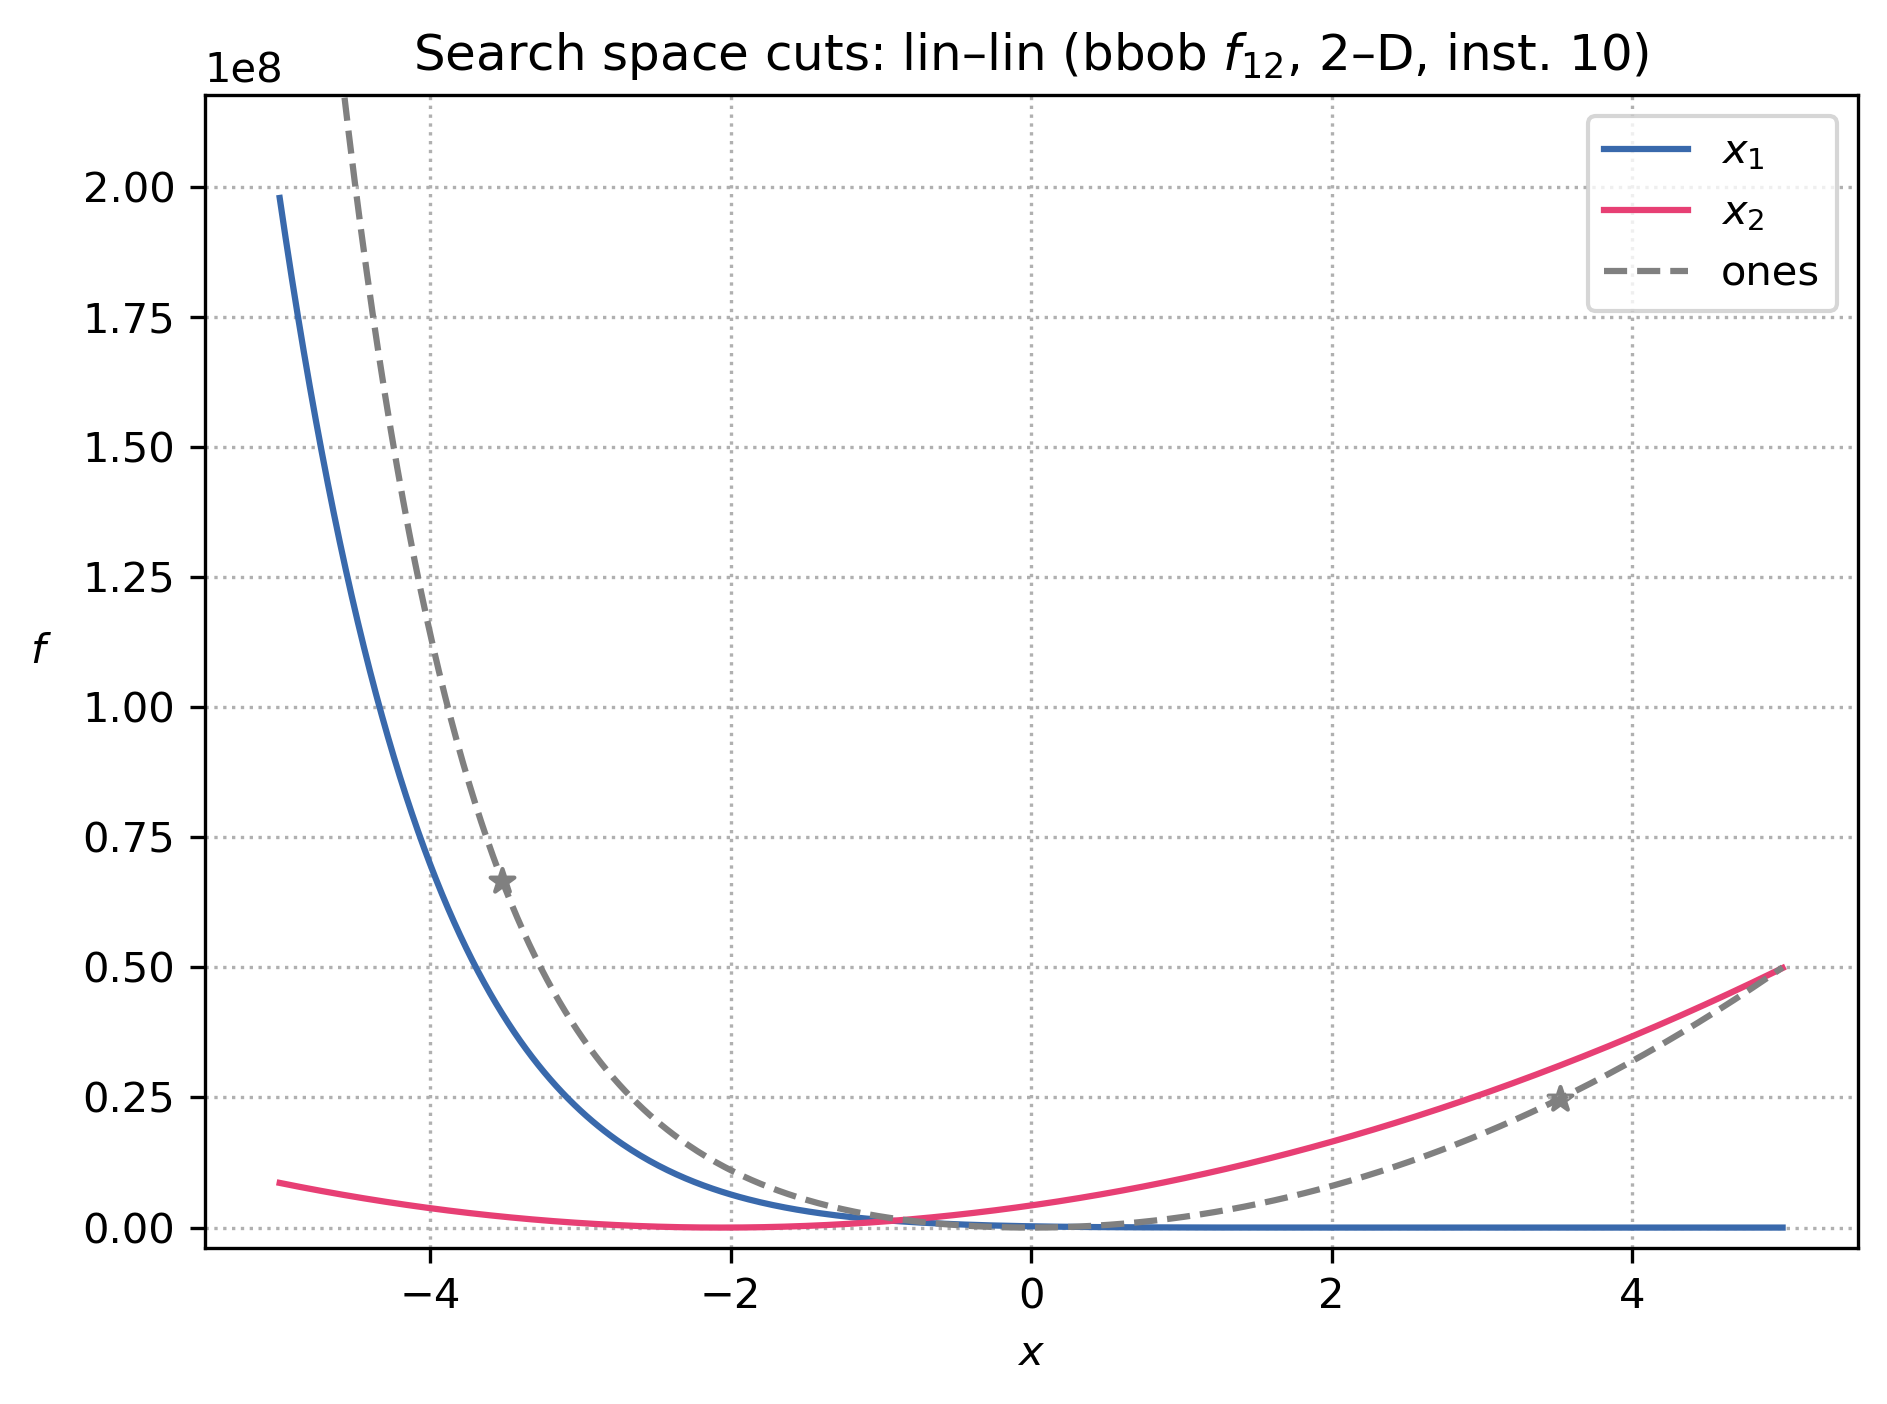 Search space cuts: lin–lin (bbob f₁₂, 2–D, inst. 10)
1e8
x₁
x₂
ones
2.00
1.75
1.50
1.25
1.00
0.75
0.50
0.25
0.00
f
−4
−2
0
2
4
x